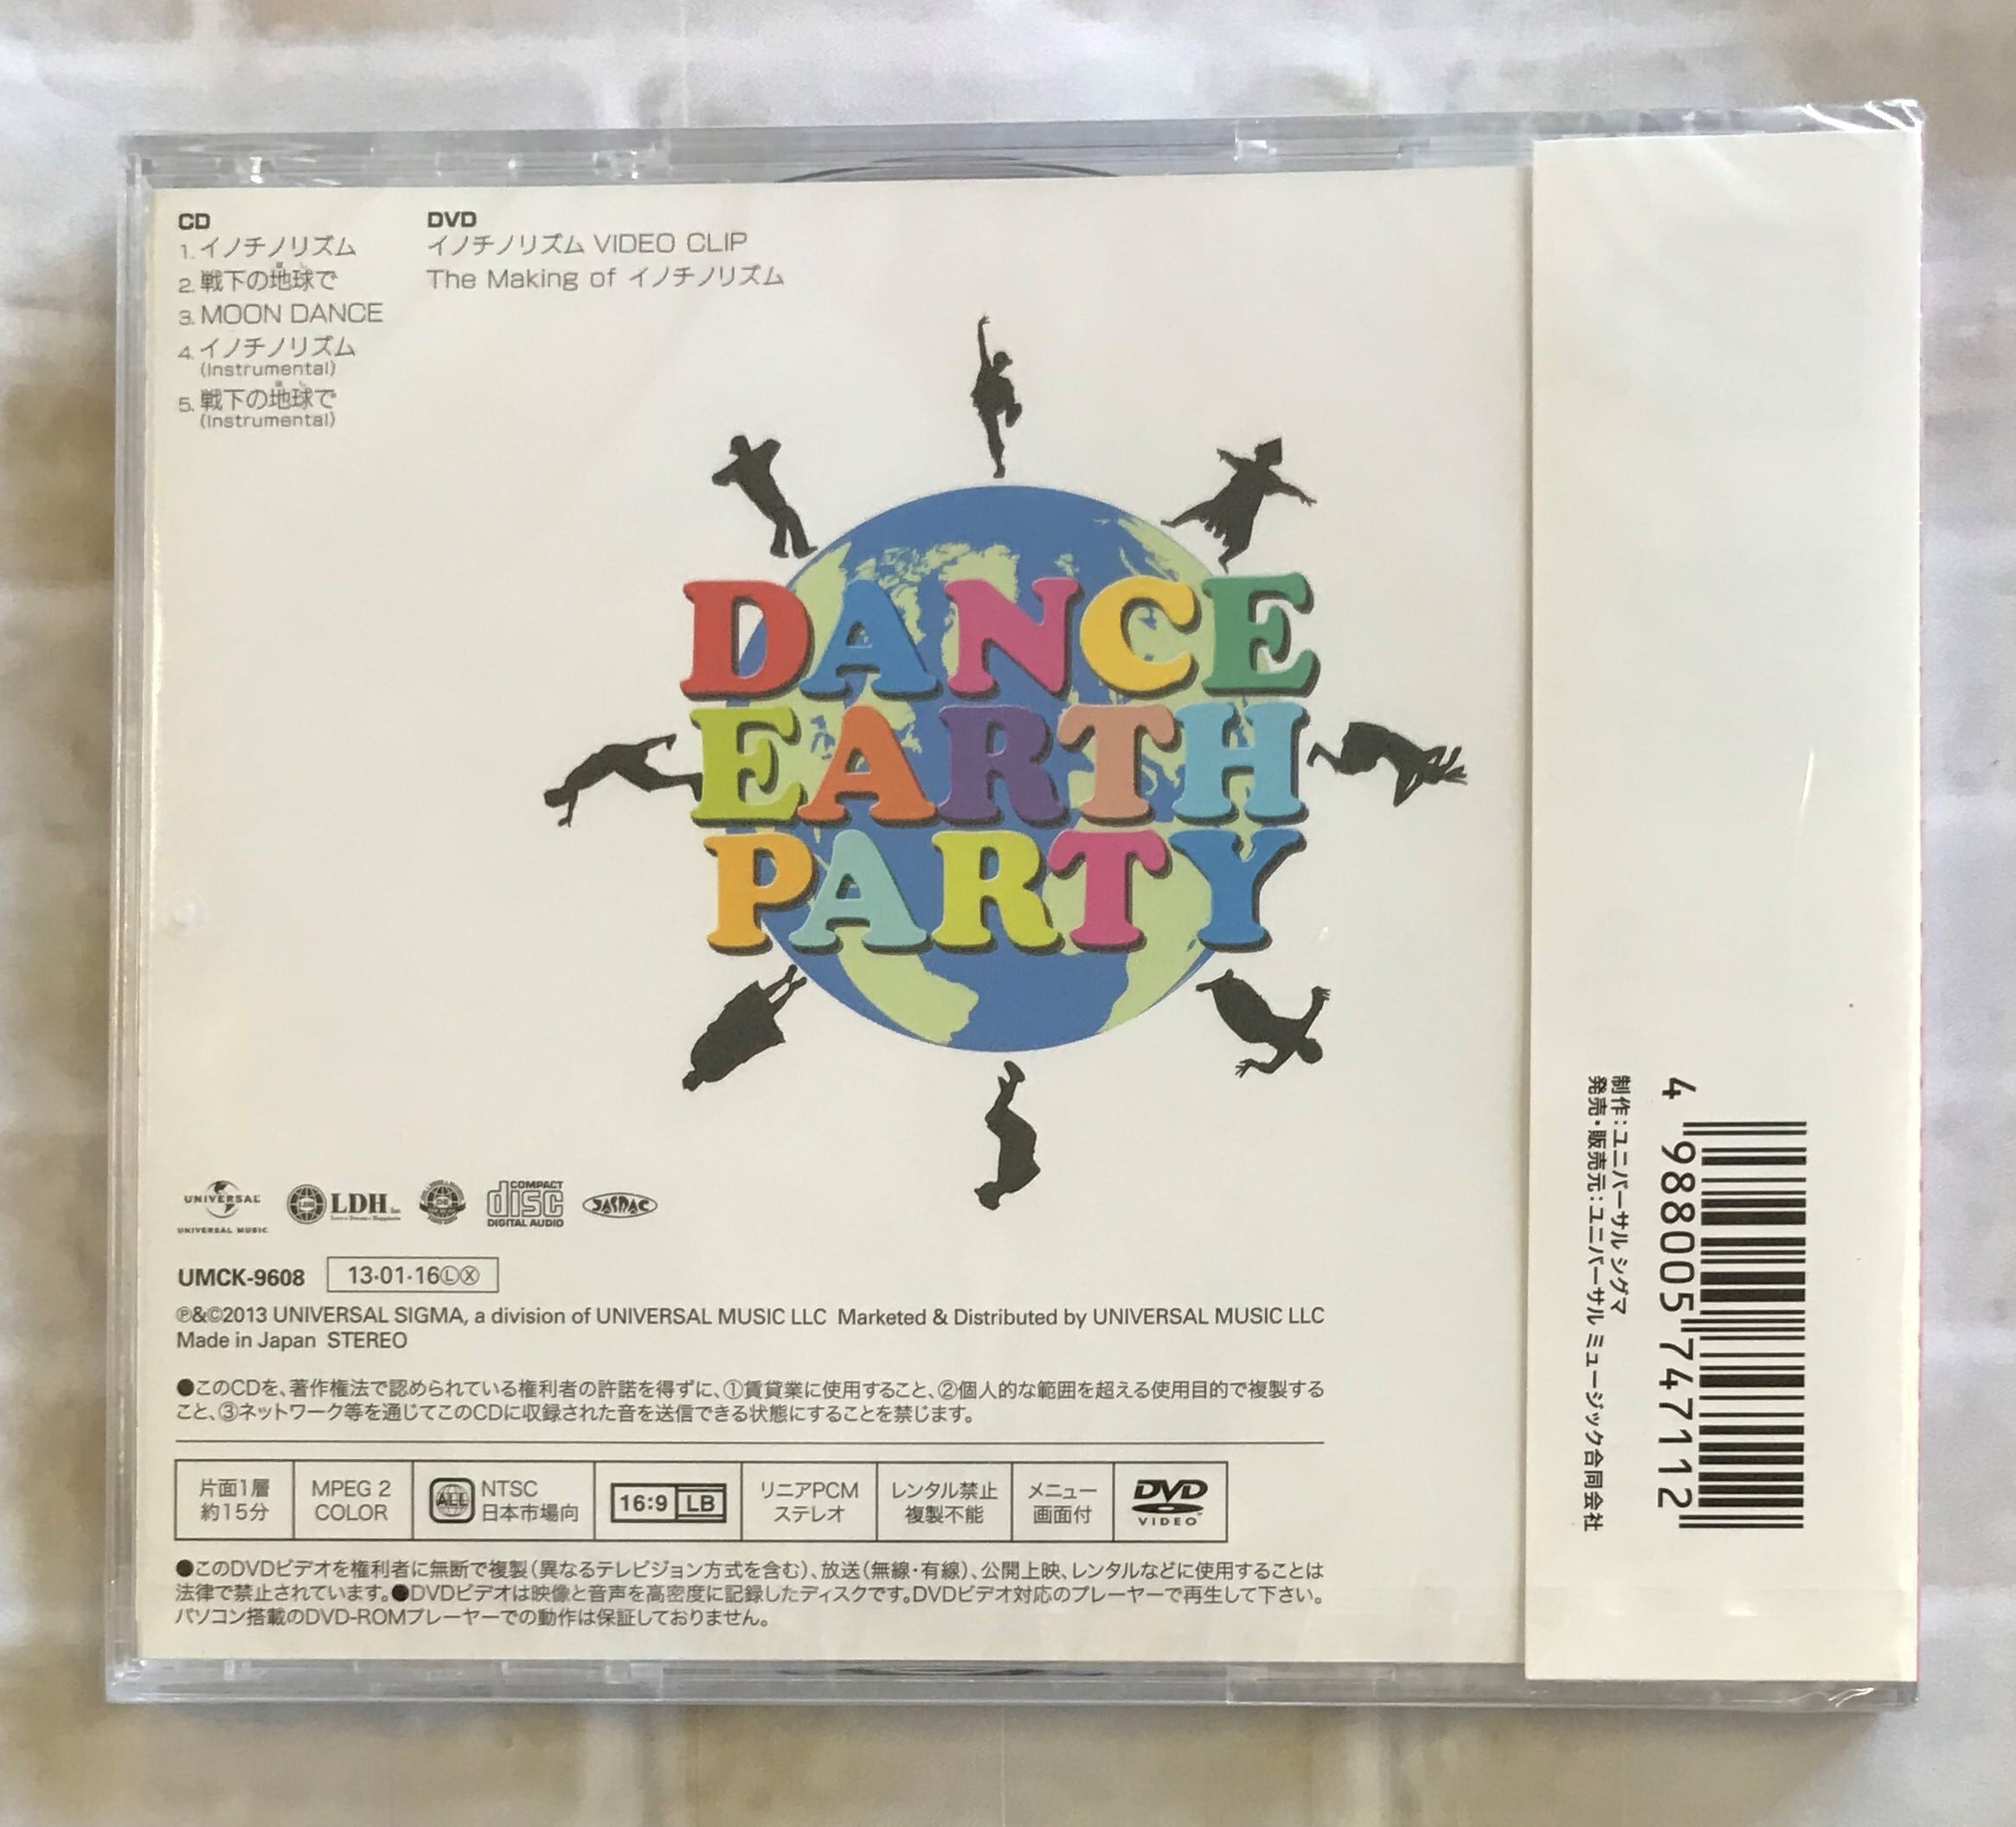 CD
1. イノチノリズム
2. 戦下の地球で
3. MOON DANCE
4. イノチノリズム
(Instrumental)
5. 戦下の地球で
(Instrumental)
DVD
イノチノリズム VIDEO CLIP
The Making of イノチノリズム
DANCE
EARTH
PARTY
UNIVERSAL
UNIVERSAL MUSIC
LDH
COMPACT
disc
DIGITAL AUDIO
JASRAC
UMCK-9608 13・01・16ⓁⓍ
℗&©2013 UNIVERSAL SIGMA, a division of UNIVERSAL MUSIC LLC Marketed & Distributed by UNIVERSAL MUSIC LLC
Made in Japan STEREO
●このCDを、著作権法で認められている権利者の許諾を得ずに、①賃貸業に使用すること、②個人的な範囲を超える使用目的で複製する
こと、③ネットワーク等を通じてこのCDに収録された音を送信できる状態にすることを禁じます。
片面1層
約15分
MPEG 2
COLOR
ALL
NTSC
日本市場向
16:9 LB
リニアPCM
ステレオ
レンタル禁止
複製不能
メニュー
画面付
DVD
VIDEO
●このDVDビデオを権利者に無断で複製(異なるテレビジョン方式を含む)、放送(無線・有線)、公開上映、レンタルなどに使用することは
法律で禁止されています。●DVDビデオは映像と音声を高密度に記録したディスクです。DVDビデオ対応のプレーヤーで再生して下さい。
パソコン搭載のDVD-ROMプレーヤーでの動作は保証しておりません。
4 988005 747112
制作：ユニバーサル シグマ
発売・販売元：ユニバーサル ミュージック合同会社